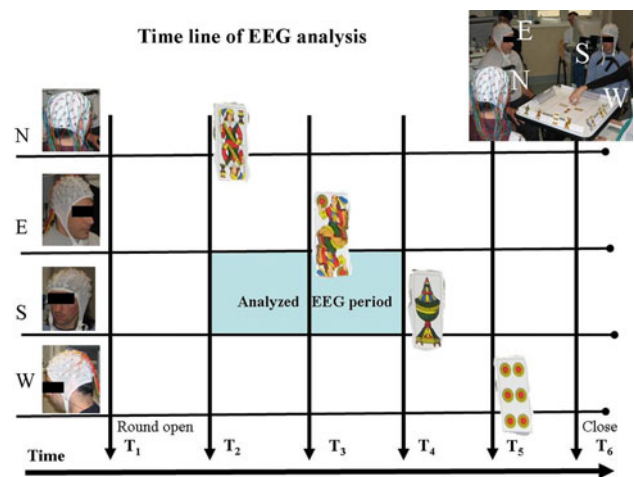 Time line of EEG analysis
E
S
N
W
N
E
S
W
Analyzed EEG period
Round open
Close
T1
T2
T3
T4
T5
T6
Time